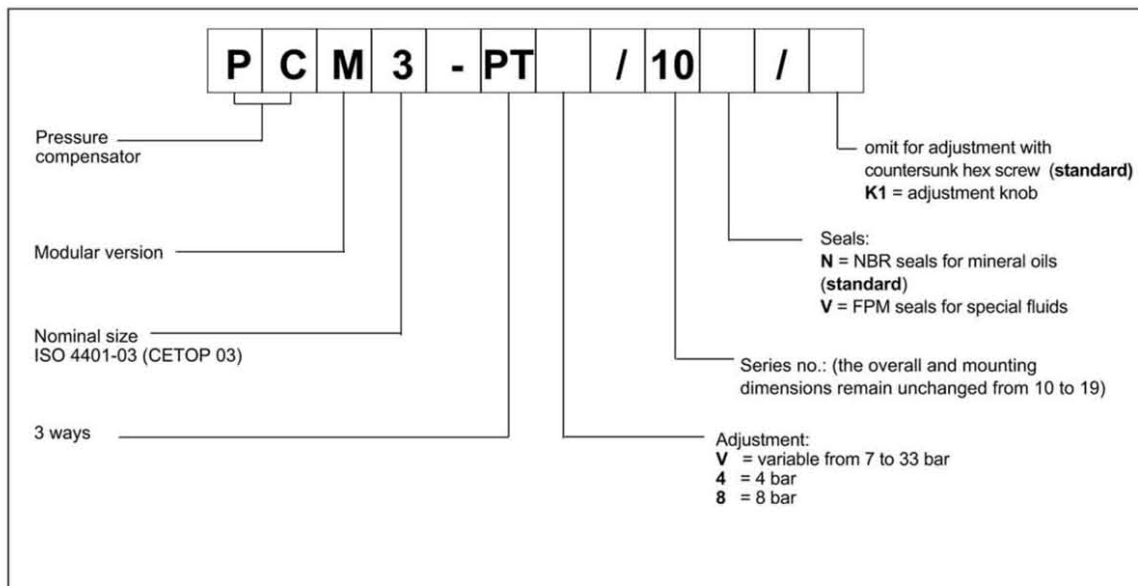 P C M 3 - PT / 10 /
Pressure
compensator
Modular version
Nominal size
ISO 4401-03 (CETOP 03)
3 ways
omit for adjustment with
countersunk hex screw (standard)
K1 = adjustment knob
Seals:
N = NBR seals for mineral oils
(standard)
V = FPM seals for special fluids
Series no.: (the overall and mounting
dimensions remain unchanged from 10 to 19)
Adjustment:
V = variable from 7 to 33 bar
4 = 4 bar
8 = 8 bar